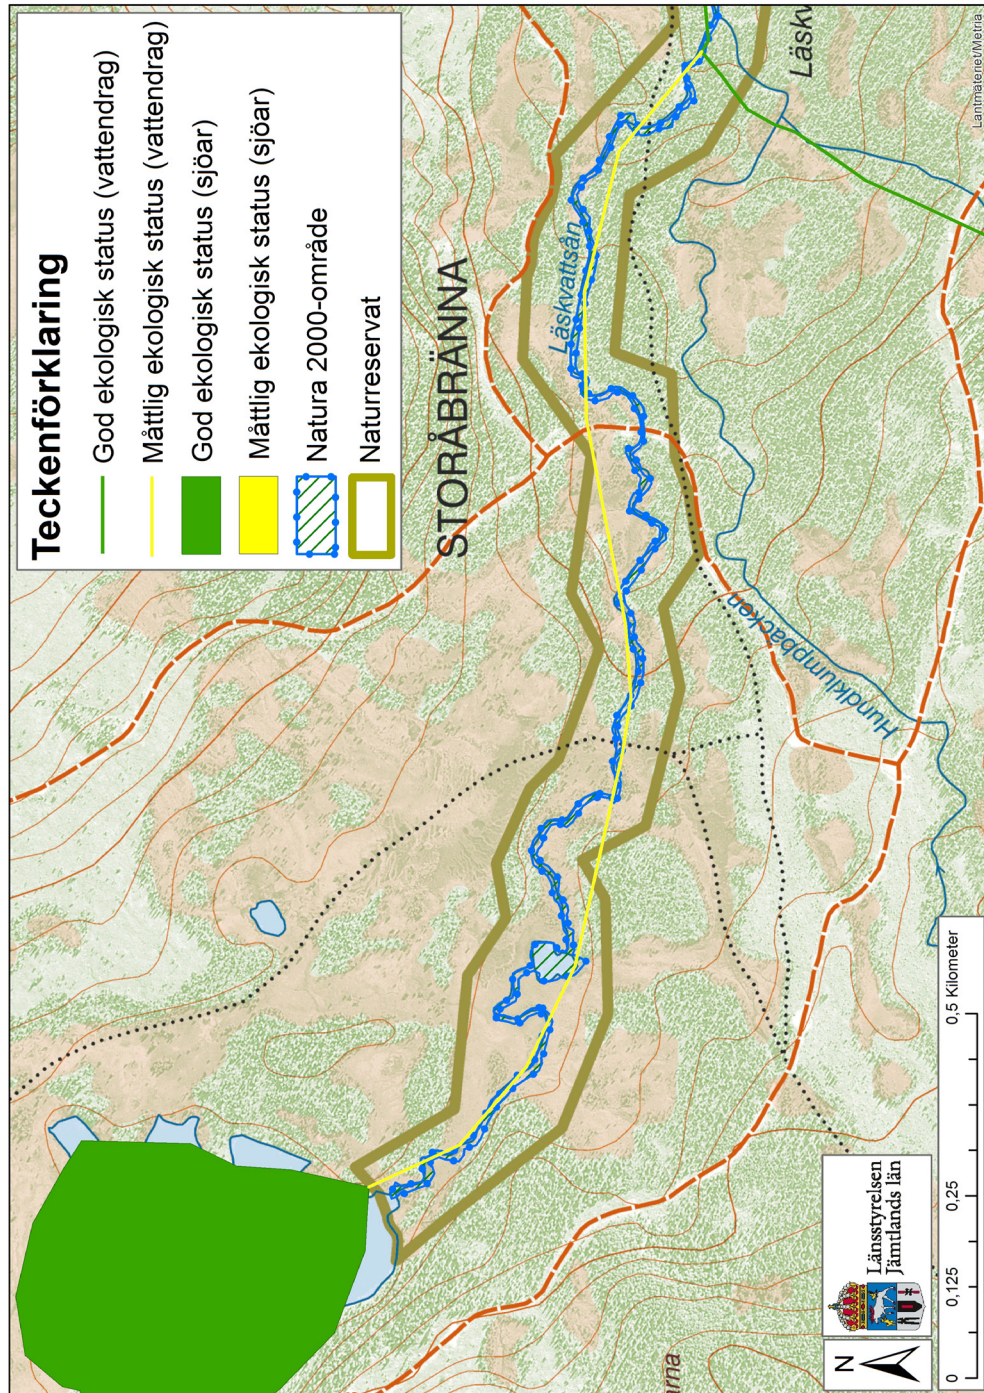 Teckenförklaring
God ekologisk status (vattendrag)
Måttlig ekologisk status (vattendrag)
God ekologisk status (sjöar)
Måttlig ekologisk status (sjöar)
Natura 2000-område
Naturreservat
STORÅBRÄNNA
Läskvattsån
Läskv
Hundklumpbäcken
arna
N
Länsstyrelsen
Jämtlands län
0 0,125 0,25 0,5 Kilometer
Lantmäteriet/Metria